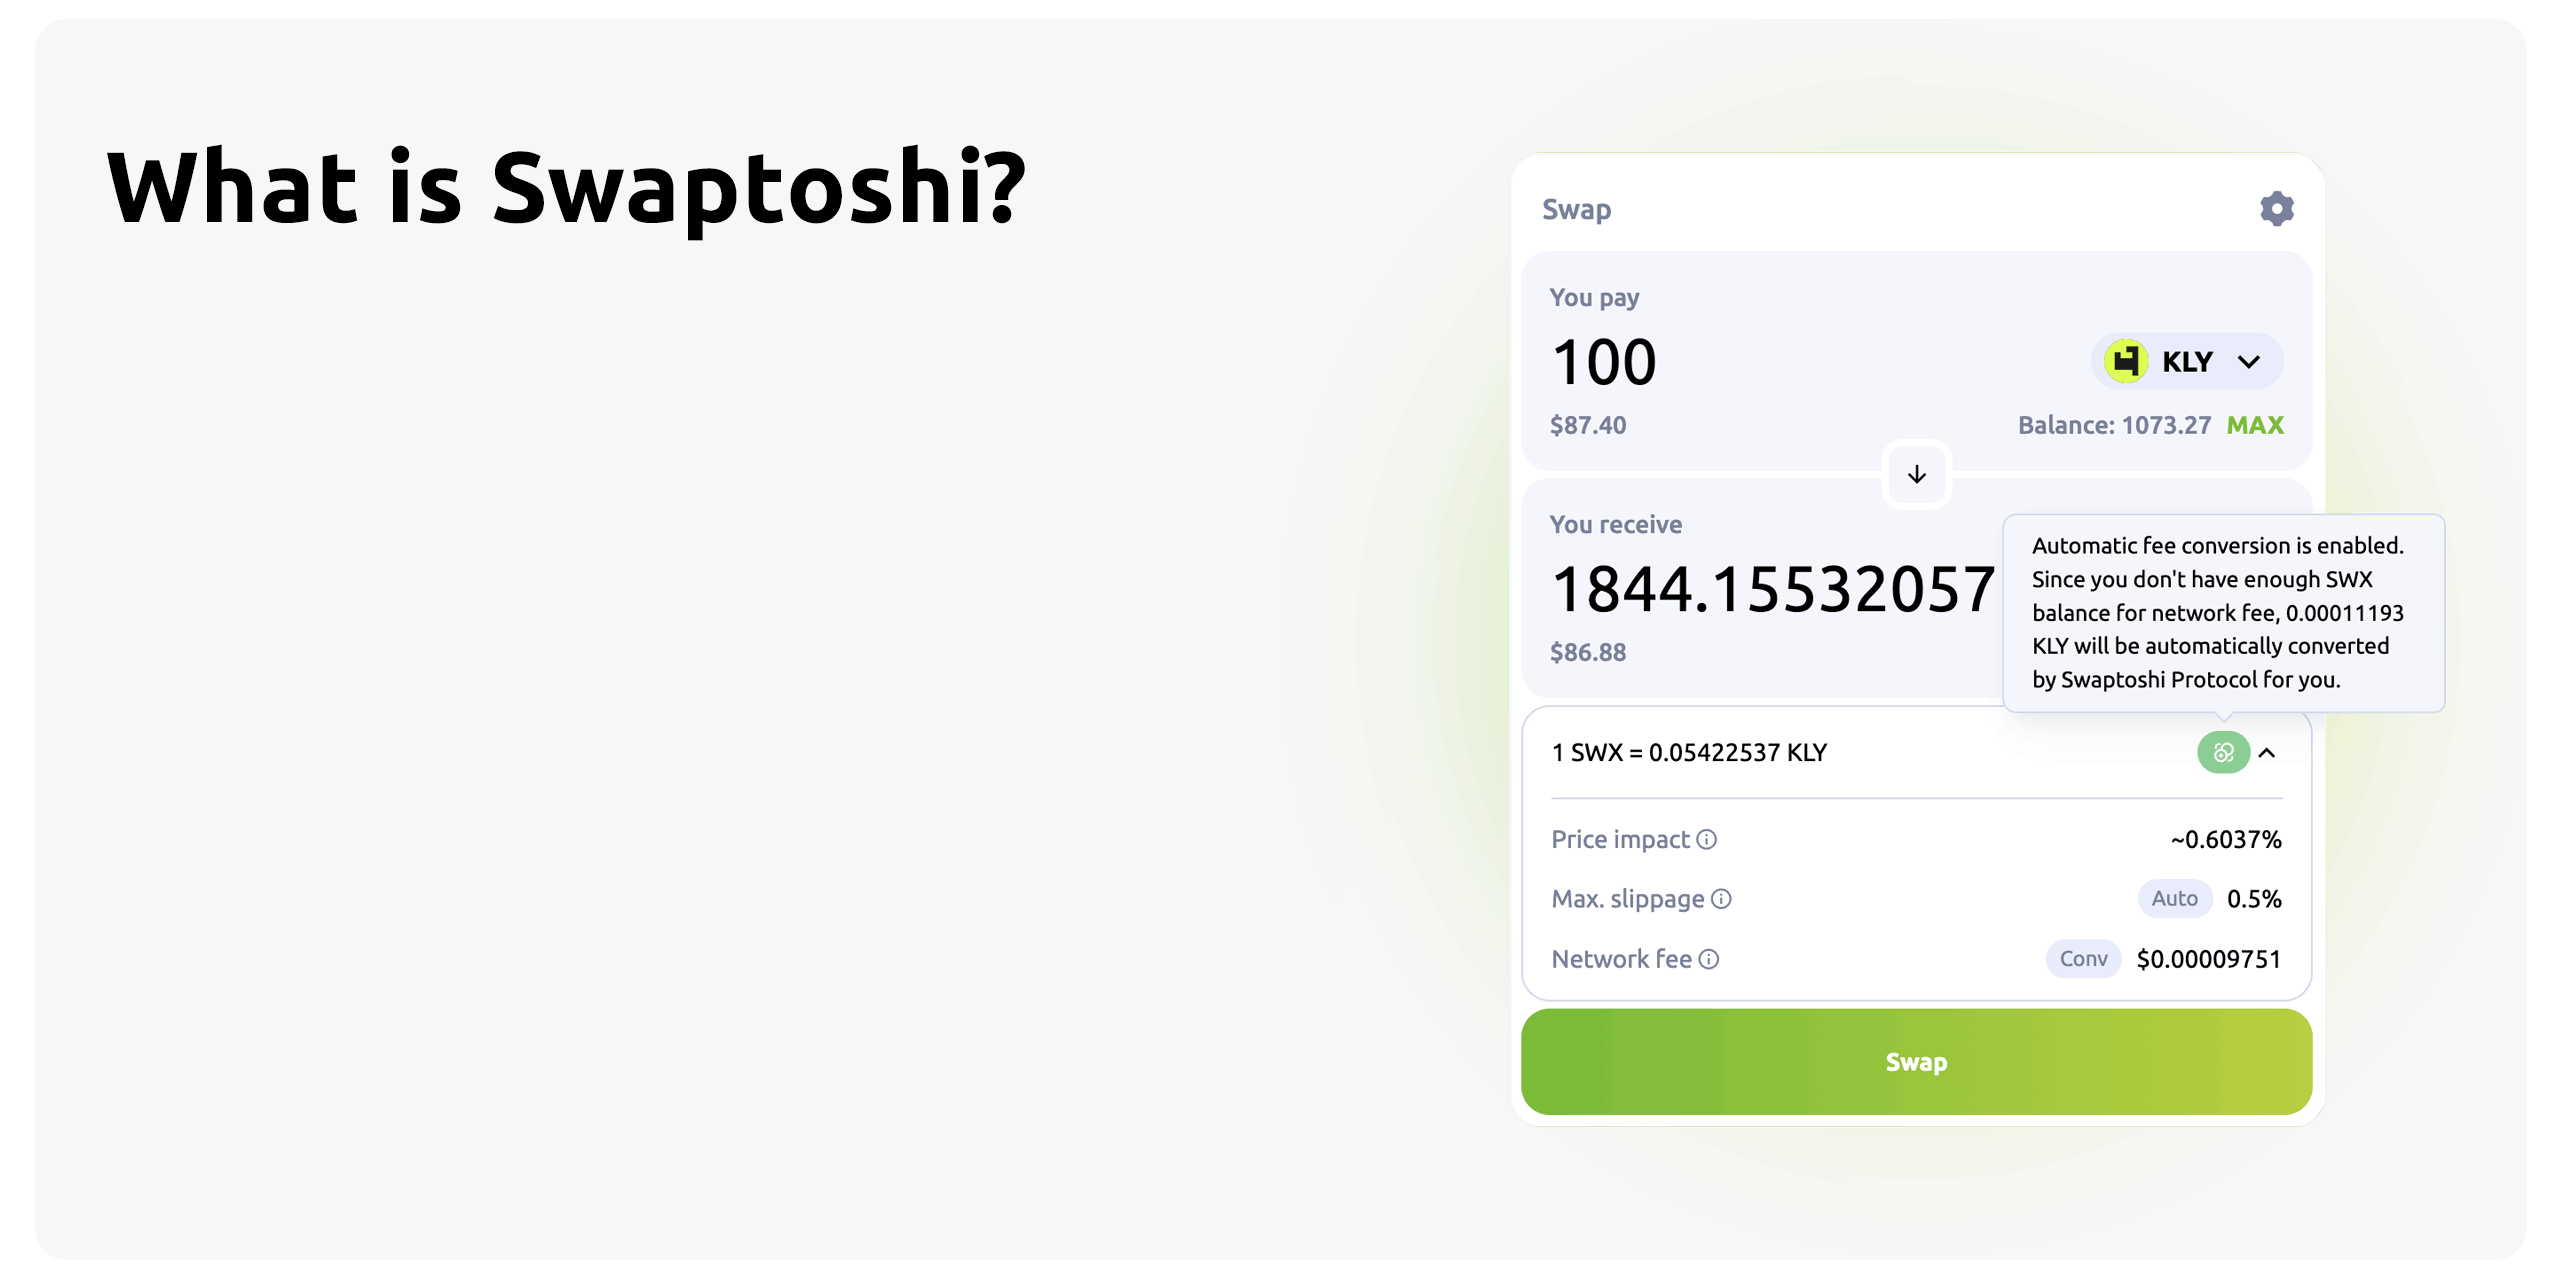 What is Swaptoshi?
Swap
You pay
100
KLY
$87.40
Balance: 1073.27 MAX
You receive
1844.15532057
$86.88
Automatic fee conversion is enabled.
Since you don't have enough SWX
balance for network fee, 0.00011193
KLY will be automatically converted
by Swaptoshi Protocol for you.
1 SWX = 0.05422537 KLY
Price impact
~0.6037%
Max. slippage
Auto 0.5%
Network fee
Conv $0.00009751
Swap